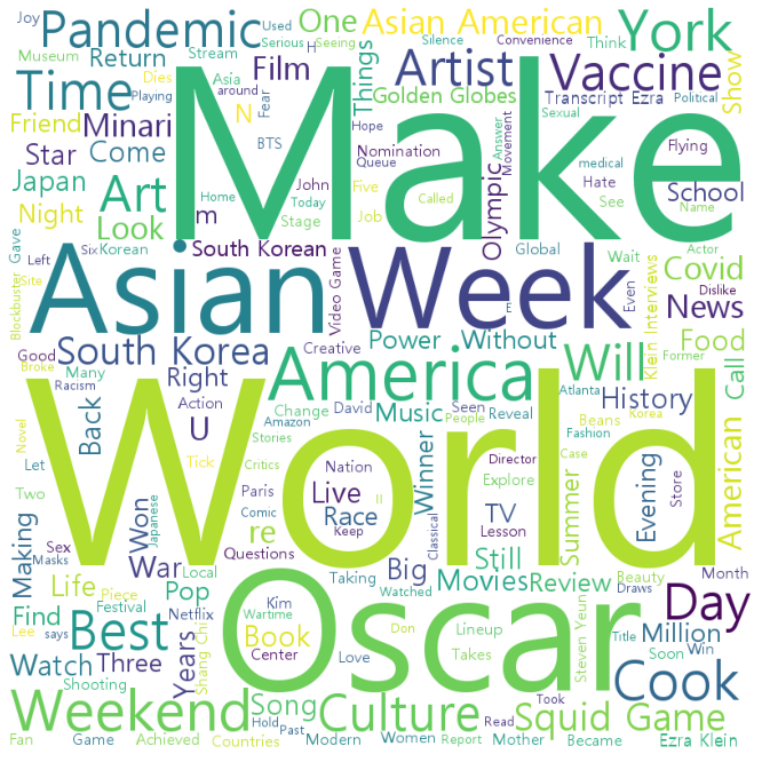 Joy
Pandemic
Used
Serious
Seeing
One
Asian American
Silence
Convenience
Think
York
Museum
Return
Stream
H
Time
Dies
Asia
around
Film
Fear
Things
Artist
Vaccine
Show
Playing
Golden Globes
Transcript Ezra
Political
Friend
Minari
N
BTS
Hope
Answer
Movement
Sexual
Make
Star
Come
Queue
Nomination
medical
Flying
Japan
Art
Home
John
Five
Olympic
Hate
School
Night
Look
m
Today
Stage
Called
Job
See
Name
Left
Six
Korean
South Korean
Global
Wait
Actor
Gave
Blockbuster
Site
Asian
Video Game
Week
E
Even
Klein Interviews
Covid
Dislike
News
Good
South Korea
Creative
Power
Without
Will
Former
Food
Broke
Many
Right
America
Call
Racism
Action
Change
David
Seen
Music
Atlanta
History
Korea
Novel
Back
U
Stories
Amazon
People
Reveal
Beans
Fashion
American
World
Let
Tick
Critics
Nation
Director
Case
Two
Won
Japanese
Paris
II
Live
Winner
Explore
Store
Evening
Making
Sex
re
Comic
Keep
Race
Classical
TV
Lesson
Summer
Masks
War
Local
Questions
Taking
Big
Still
Month
Life
Piece
Pop
Watched
Movies
Review
Beauty
Draws
Find
Festival
Netflix
Kim
Wartime
Oscar
Day
Lee
says
Best
Shang Chi
Book
Don
Lineup
Steven Yeun
Title
Million
Watch
Three
Years
Center
Love
Takes
Soon
Win
Shooting
Cook
Weekend
Song
Culture
Took
Squid Game
Hold
Past
Read
Fan
Game
Achieved
Countries
Modern
Women
Mother
Report
Became
Ezra Klein